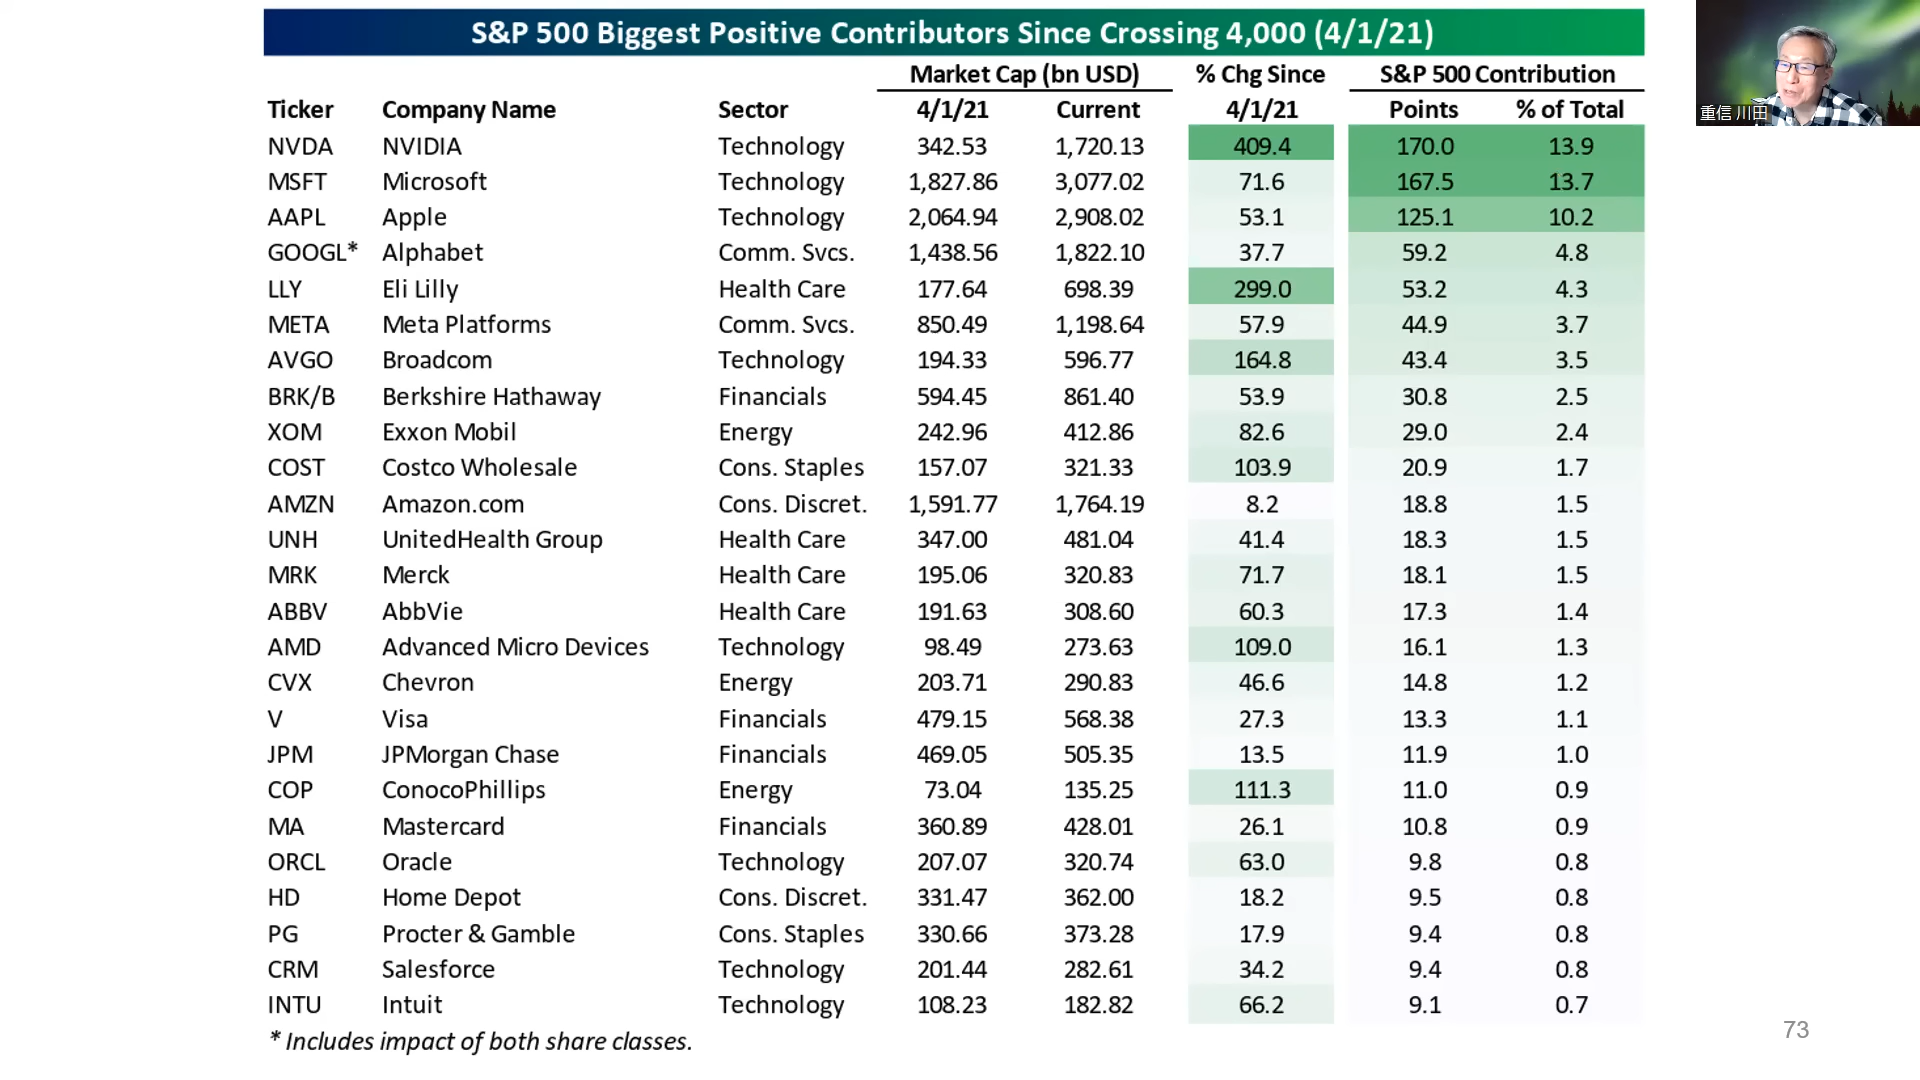 S&P 500 Biggest Positive Contributors Since Crossing 4,000 (4/1/21)
Market Cap (bn USD) % Chg Since S&P 500 Contribution
Ticker Company Name Sector 4/1/21 Current 4/1/21 Points % of Total
NVDA NVIDIA Technology 342.53 1,720.13 409.4 170.0 13.9
MSFT Microsoft Technology 1,827.86 3,077.02 71.6 167.5 13.7
AAPL Apple Technology 2,064.94 2,908.02 53.1 125.1 10.2
GOOGL* Alphabet Comm. Svcs. 1,438.56 1,822.10 37.7 59.2 4.8
LLY Eli Lilly Health Care 177.64 698.39 299.0 53.2 4.3
META Meta Platforms Comm. Svcs. 850.49 1,198.64 57.9 44.9 3.7
AVGO Broadcom Technology 194.33 596.77 164.8 43.4 3.5
BRK/B Berkshire Hathaway Financials 594.45 861.40 53.9 30.8 2.5
XOM Exxon Mobil Energy 242.96 412.86 82.6 29.0 2.4
COST Costco Wholesale Cons. Staples 157.07 321.33 103.9 20.9 1.7
AMZN Amazon.com Cons. Discret. 1,591.77 1,764.19 8.2 18.8 1.5
UNH UnitedHealth Group Health Care 347.00 481.04 41.4 18.3 1.5
MRK Merck Health Care 195.06 320.83 71.7 18.1 1.5
ABBV AbbVie Health Care 191.63 308.60 60.3 17.3 1.4
AMD Advanced Micro Devices Technology 98.49 273.63 109.0 16.1 1.3
CVX Chevron Energy 203.71 290.83 46.6 14.8 1.2
V Visa Financials 479.15 568.38 27.3 13.3 1.1
JPM JPMorgan Chase Financials 469.05 505.35 13.5 11.9 1.0
COP ConocoPhillips Energy 73.04 135.25 111.3 11.0 0.9
MA Mastercard Financials 360.89 428.01 26.1 10.8 0.9
ORCL Oracle Technology 207.07 320.74 63.0 9.8 0.8
HD Home Depot Cons. Discret. 331.47 362.00 18.2 9.5 0.8
PG Procter & Gamble Cons. Staples 330.66 373.28 17.9 9.4 0.8
CRM Salesforce Technology 201.44 282.61 34.2 9.4 0.8
INTU Intuit Technology 108.23 182.82 66.2 9.1 0.7
* Includes impact of both share classes.
73
重信 川田